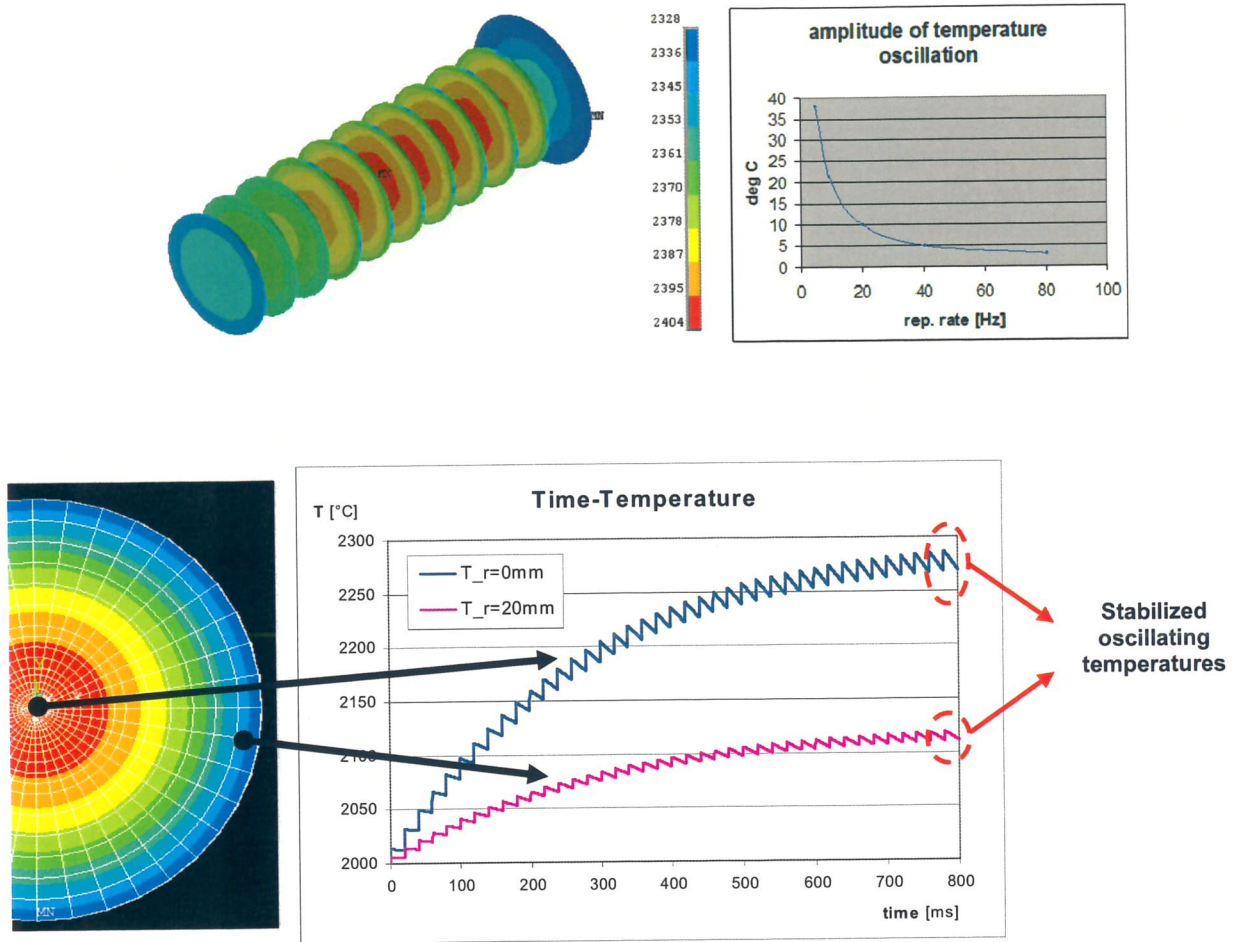 2328
2336
2345
2353
2361
2370
2378
2387
2395
2404
MN
MX
amplitude of temperature
oscillation
deg C
40
35
30
25
20
15
10
5
0
0 20 40 60 80 100
rep. rate [Hz]
Time-Temperature
T [°C]
2300
2250
2200
2150
2050
2000
T_r=0mm
T_r=20mm
0 100 200 300 400 500 600 700 800
time [ms]
Stabilized
oscillating
temperatures
MN